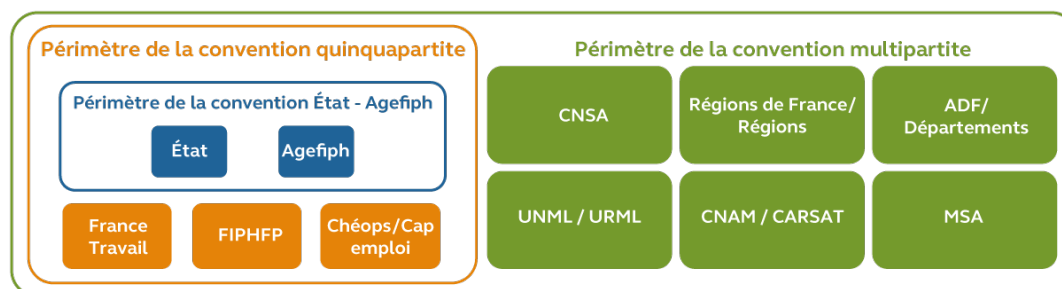 Périmètre de la convention quinquapartite
Périmètre de la convention État - Agefiph
État
Agefiph
France
Travail
FIPHFP
Chéops/Cap
emploi
Périmètre de la convention multipartite
CNSA
Régions de France/
Régions
ADF/
Départements
UNML / URML
CNAM / CARSAT
MSA